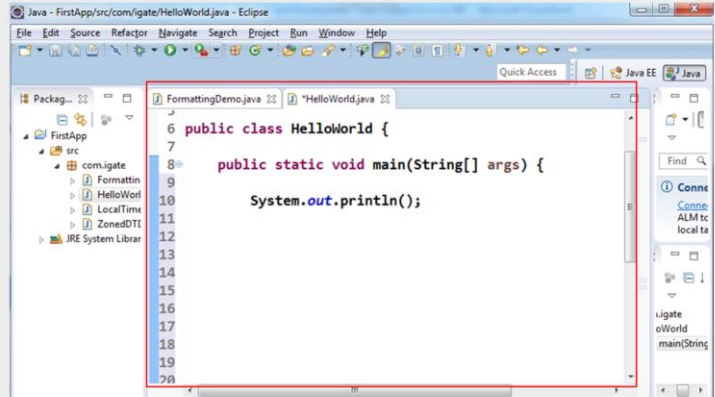 Java - FirstApp/src/com/igate/HelloWorld.java - Eclipse
File Edit Source Refactor Navigate Search Project Run Window Help
Quick Access Java EE Java
Packag...
FormattingDemo.java *HelloWorld.java
FirstApp
src
com.igate
Formattin
HelloWorl
LocalTime
ZonedDTD
JRE System Librar
6 public class HelloWorld {
7
8 public static void main(String[] args) {
9
10 System.out.println();
11
12
13
14
15
16
17
18
19
20
Find
Conne
Conne
ALM to
local ta
.igate
oWorld
main(String